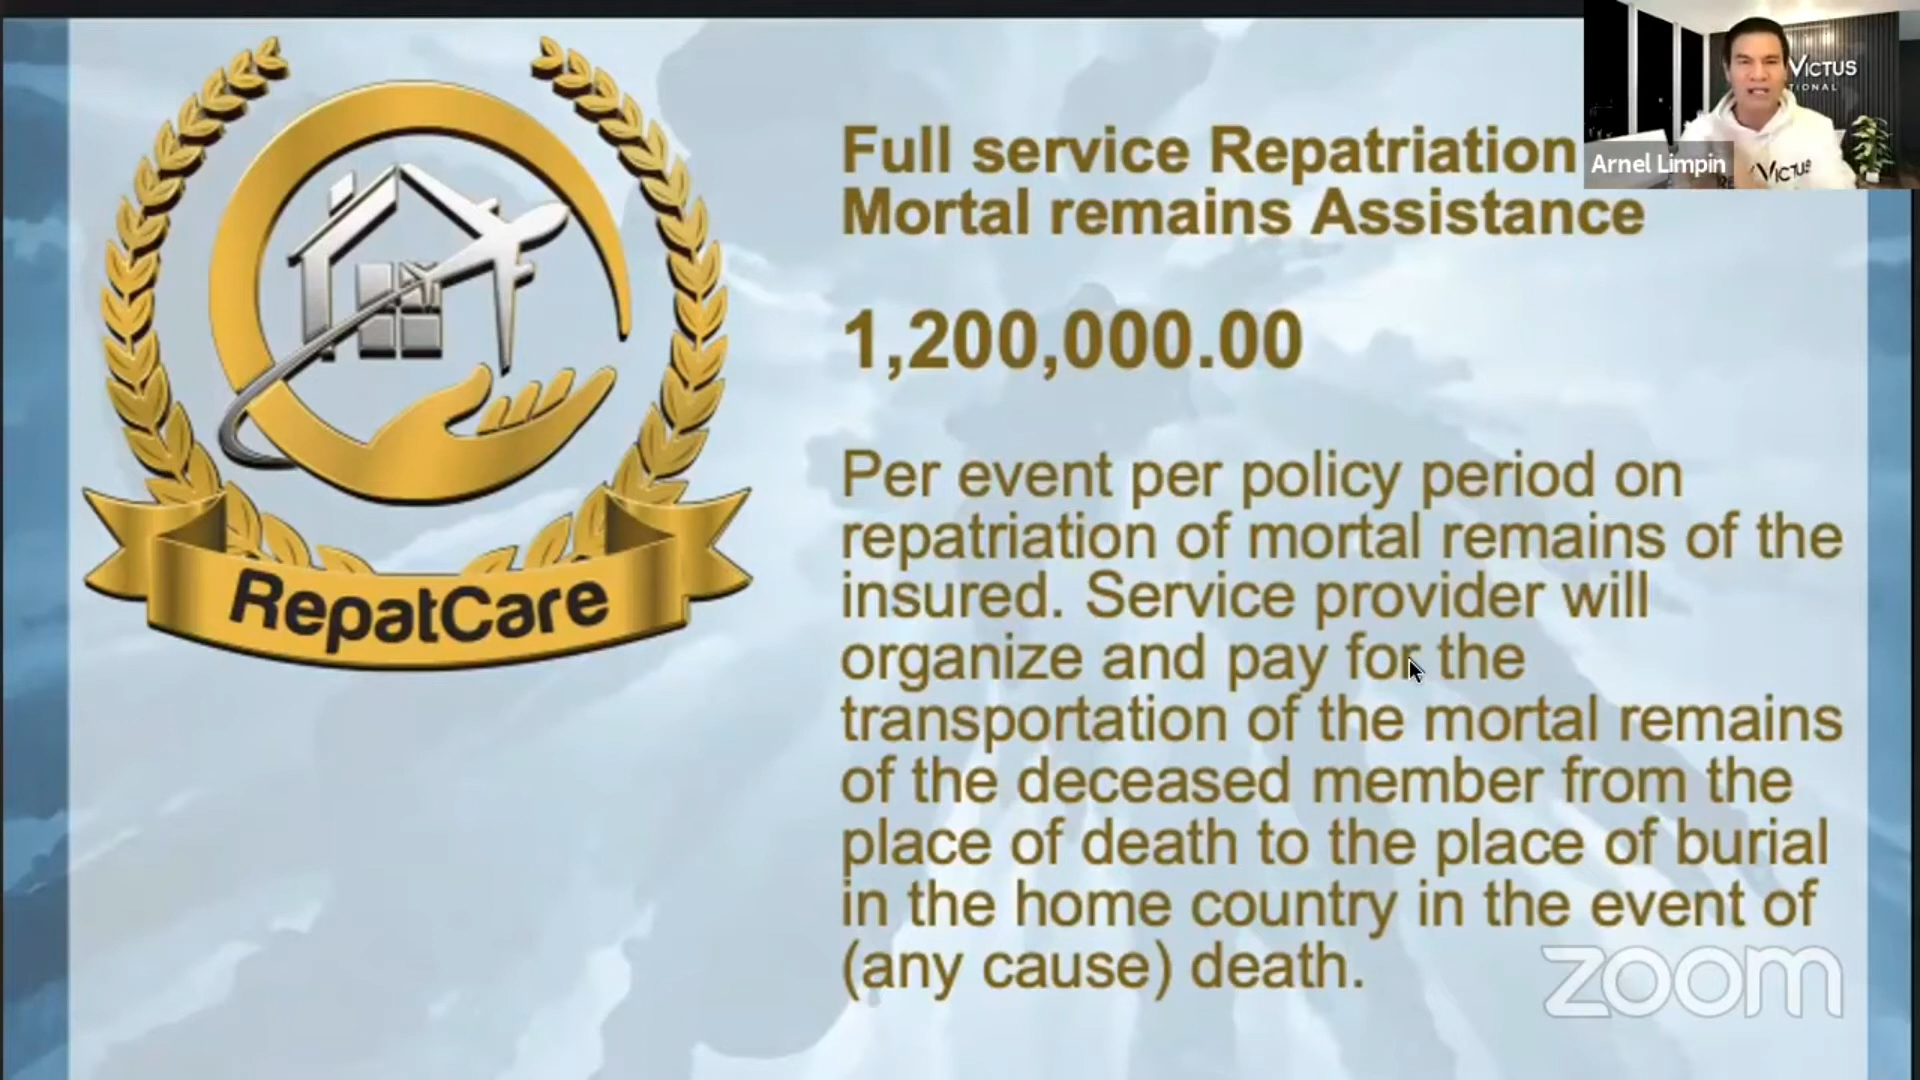 Full service Repatriation
Mortal remains Assistance
1,200,000.00
Per event per policy period on
repatriation of mortal remains of the
insured. Service provider will
organize and pay for the
transportation of the mortal remains
of the deceased member from the
place of death to the place of burial
in the home country in the event of
(any cause) death.
RepatCare
VICTUS
TIONAL
Arnel Limpin
VICTUS
zoom